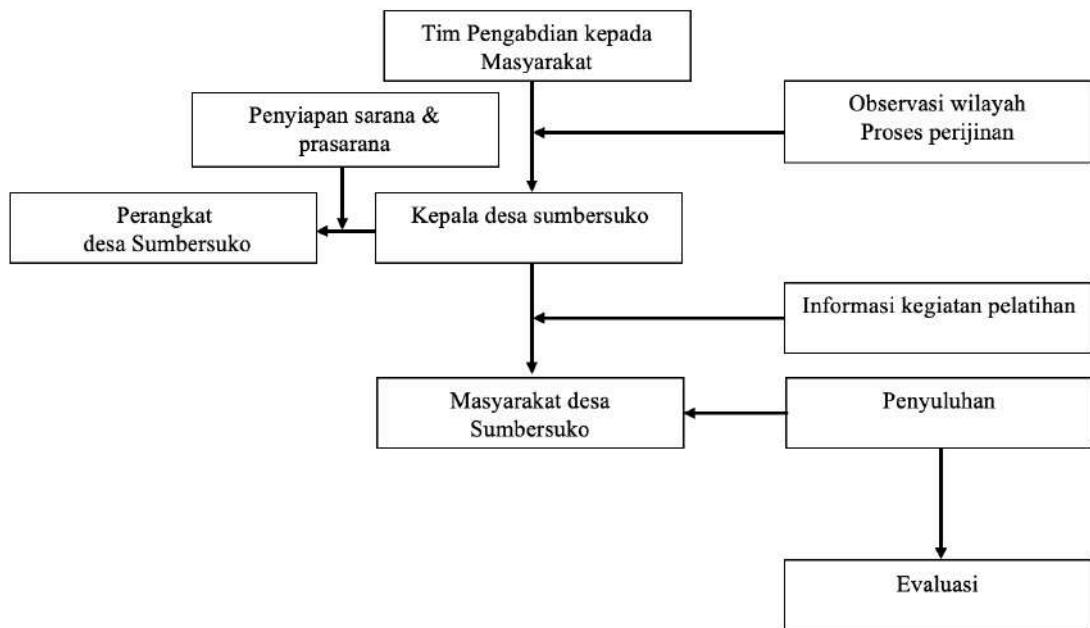 Tim Pengabdian kepada
Masyarakat
Penyiapan sarana &
prasarana
Observasi wilayah
Proses perijinan
Perangkat
desa Sumbersuko
Kepala desa sumbersuko
Informasi kegiatan pelatihan
Masyarakat desa
Sumbersuko
Penyuluhan
Evaluasi